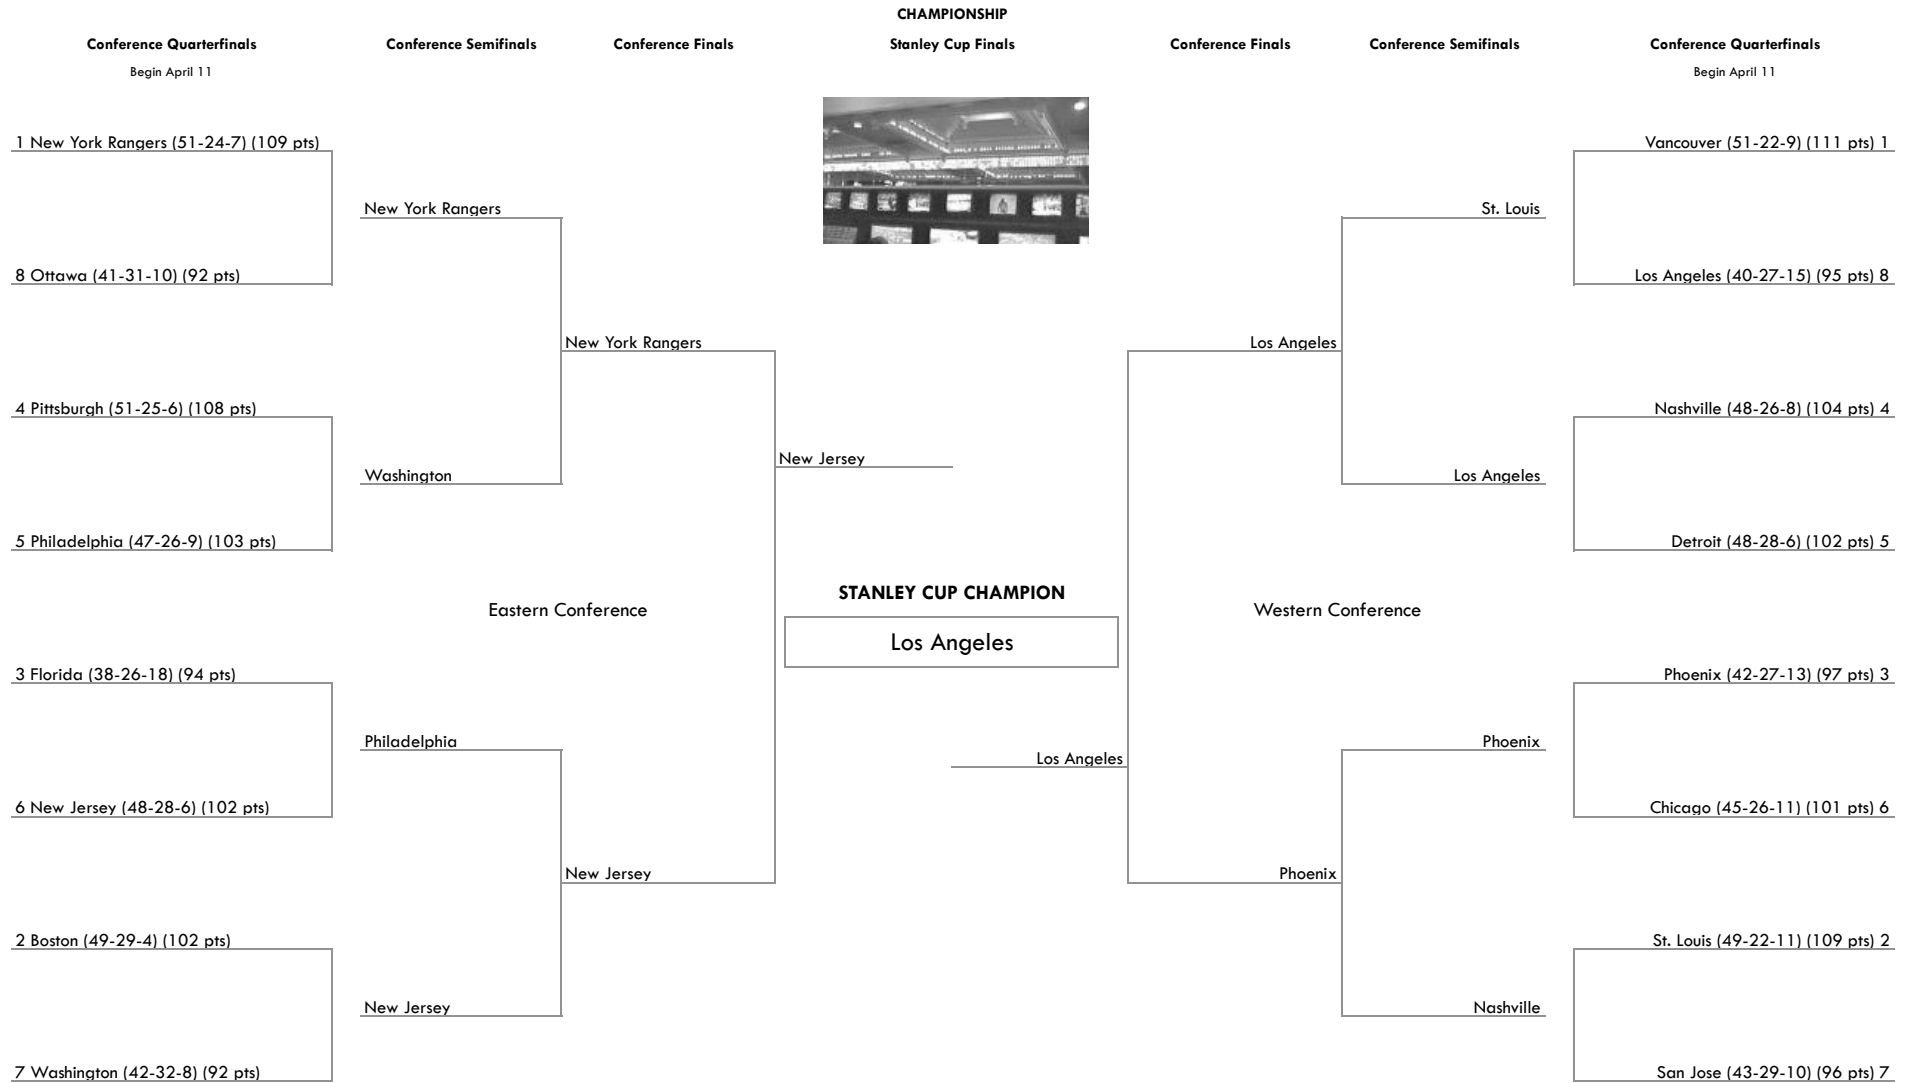 CHAMPIONSHIP
Conference Quarterfinals
Conference Semifinals
Conference Finals
Stanley Cup Finals
Conference Finals
Conference Semifinals
Conference Quarterfinals
Begin April 11
Begin April 11
1 New York Rangers (51-24-7) (109 pts)
Vancouver (51-22-9) (111 pts) 1
New York Rangers
St. Louis
8 Ottawa (41-31-10) (92 pts)
Los Angeles (40-27-15) (95 pts) 8
New York Rangers
Los Angeles
4 Pittsburgh (51-25-6) (108 pts)
Nashville (48-26-8) (104 pts) 4
New Jersey
Washington
Los Angeles
5 Philadelphia (47-26-9) (103 pts)
Detroit (48-28-6) (102 pts) 5
STANLEY CUP CHAMPION
Eastern Conference
Western Conference
Los Angeles
3 Florida (38-26-18) (94 pts)
Phoenix (42-27-13) (97 pts) 3
Philadelphia
Phoenix
Los Angeles
6 New Jersey (48-28-6) (102 pts)
Chicago (45-26-11) (101 pts) 6
New Jersey
Phoenix
2 Boston (49-29-4) (102 pts)
St. Louis (49-22-11) (109 pts) 2
New Jersey
Nashville
7 Washington (42-32-8) (92 pts)
San Jose (43-29-10) (96 pts) 7